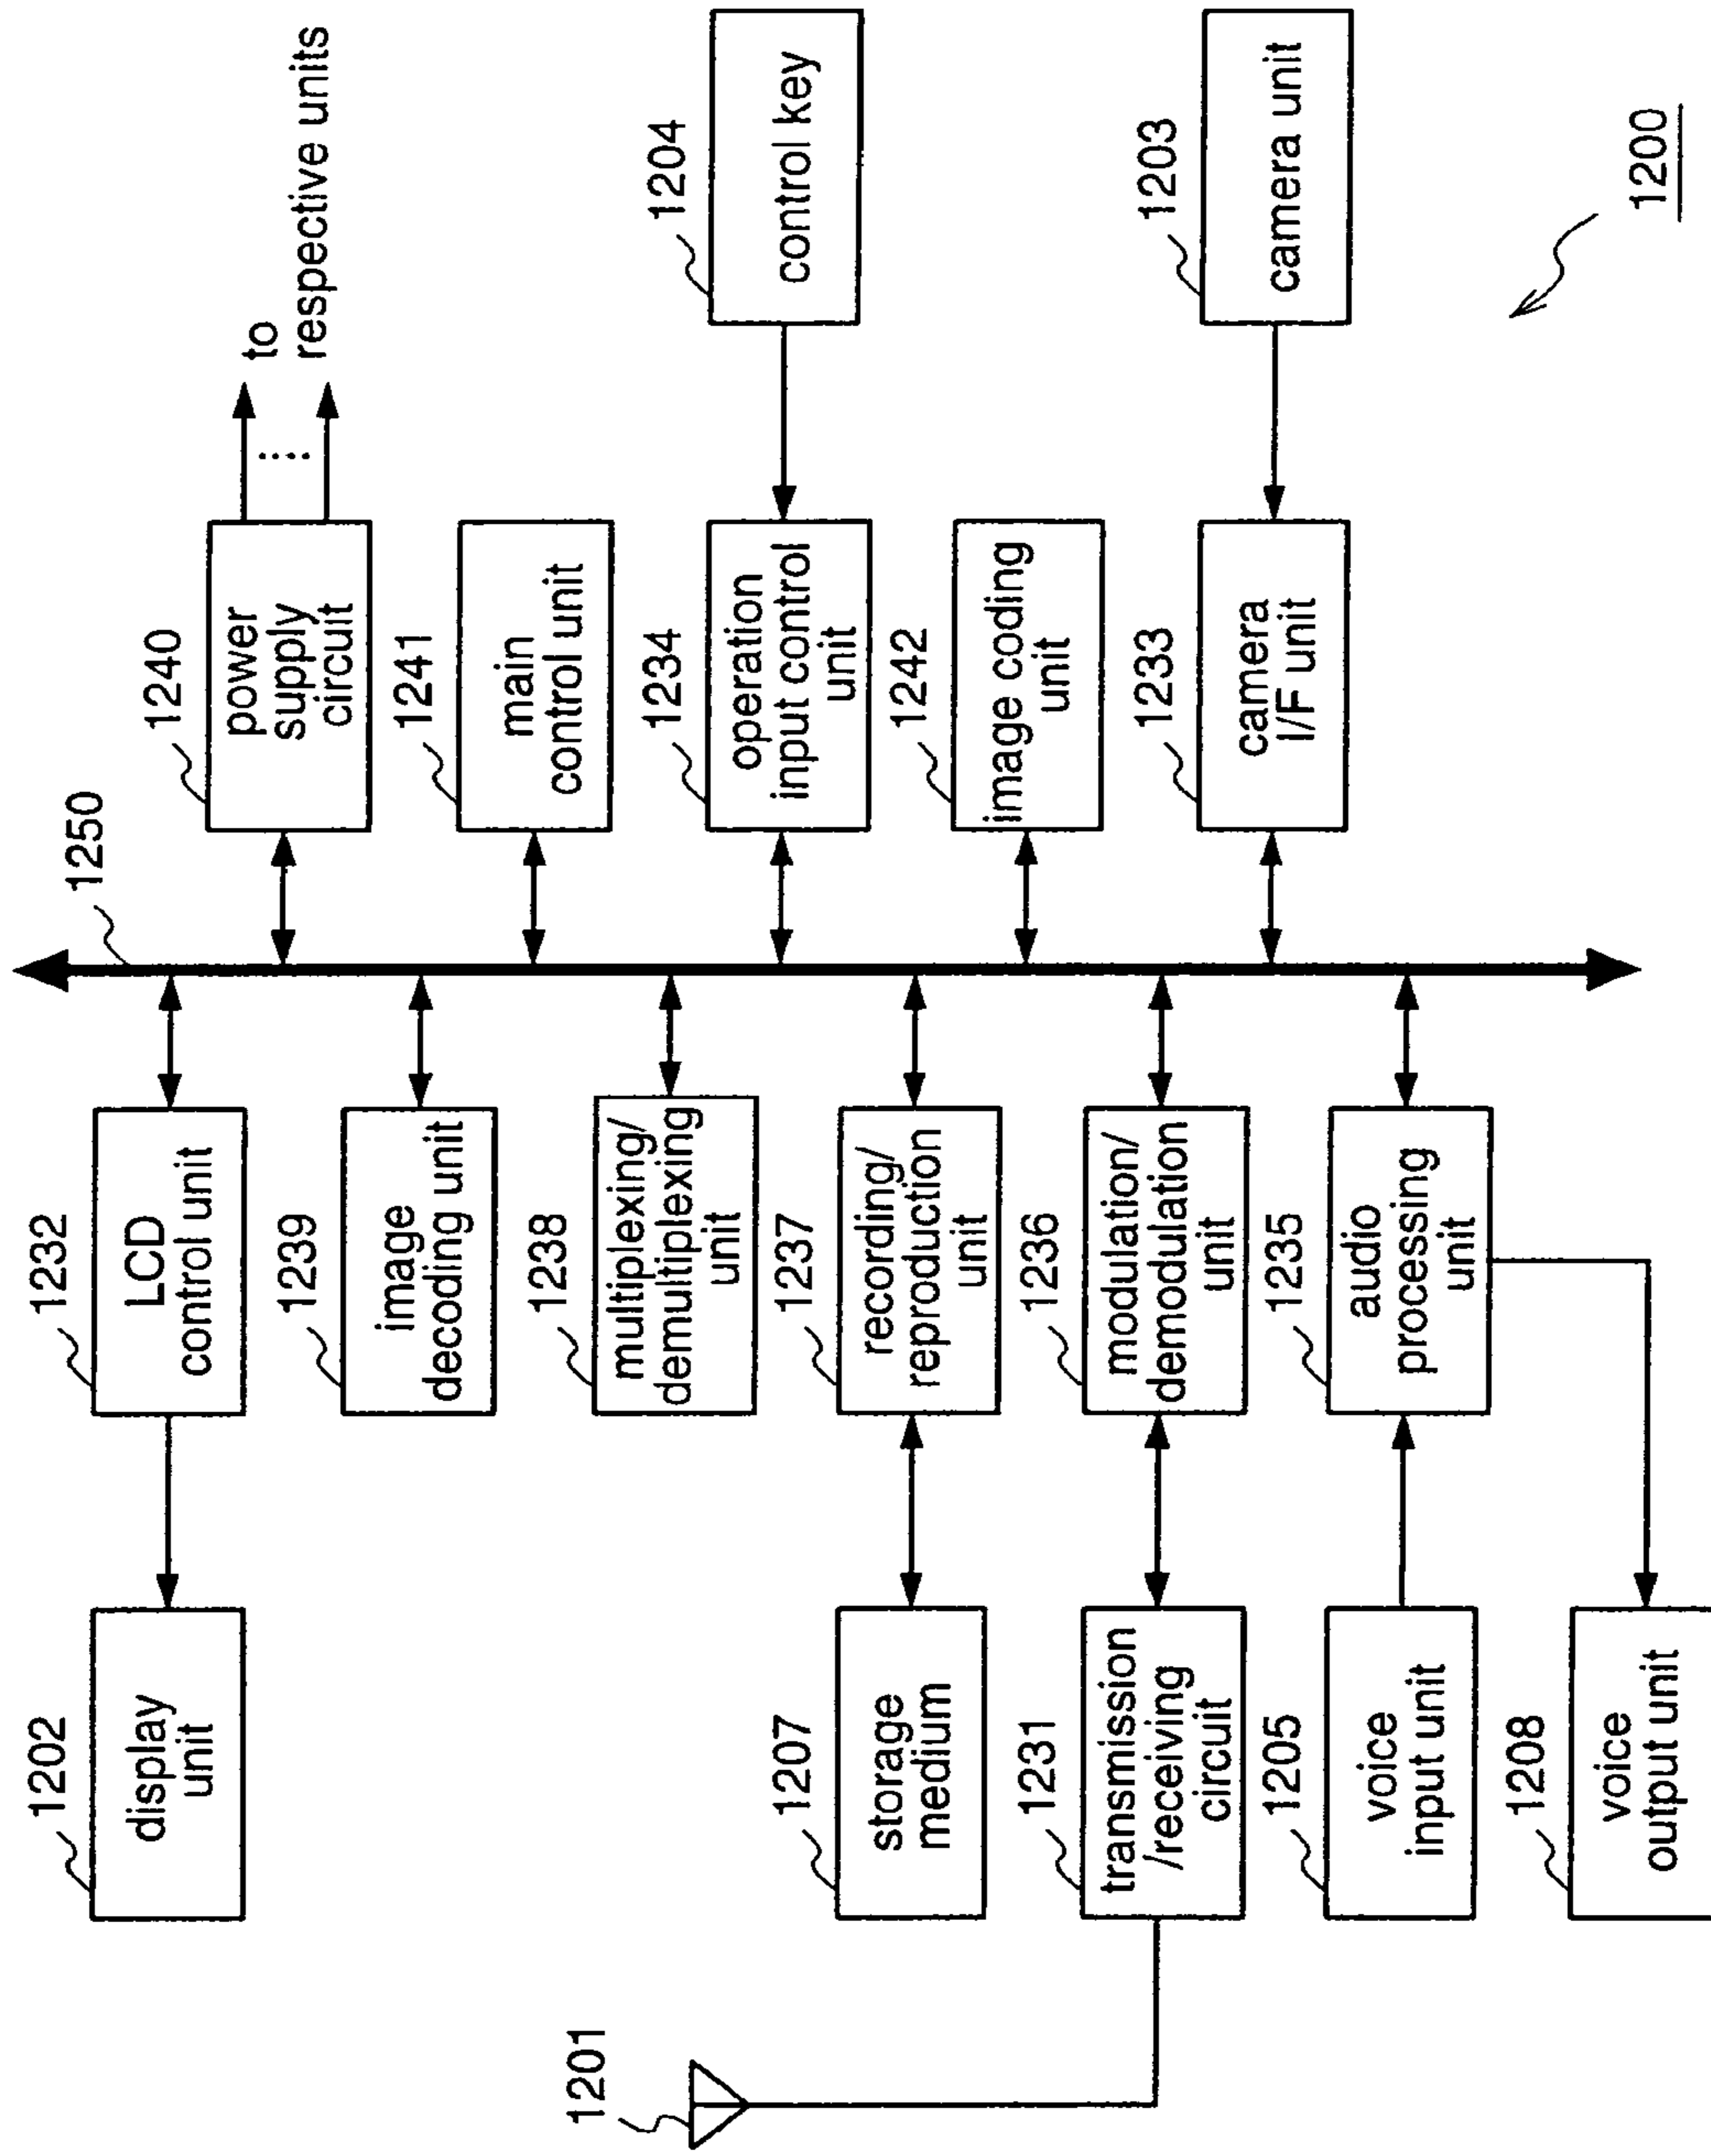 1202
display
unit
1232
LCD
control unit
1250
1240
power
supply
circuit
to
respective units
1239
image
decoding unit
1241
main
control unit
1201
1238
multiplexing/
demultiplexing
unit
1234
operation
input control
unit
1204
control key
1207
storage
medium
1237
recording/
reproduction
unit
1242
image coding
unit
1231
transmission
/receiving
circuit
1236
modulation/
demodulation
unit
1233
camera
I/F unit
1203
camera unit
1205
voice
input unit
1235
audio
processing
unit
1208
voice
output unit
1200